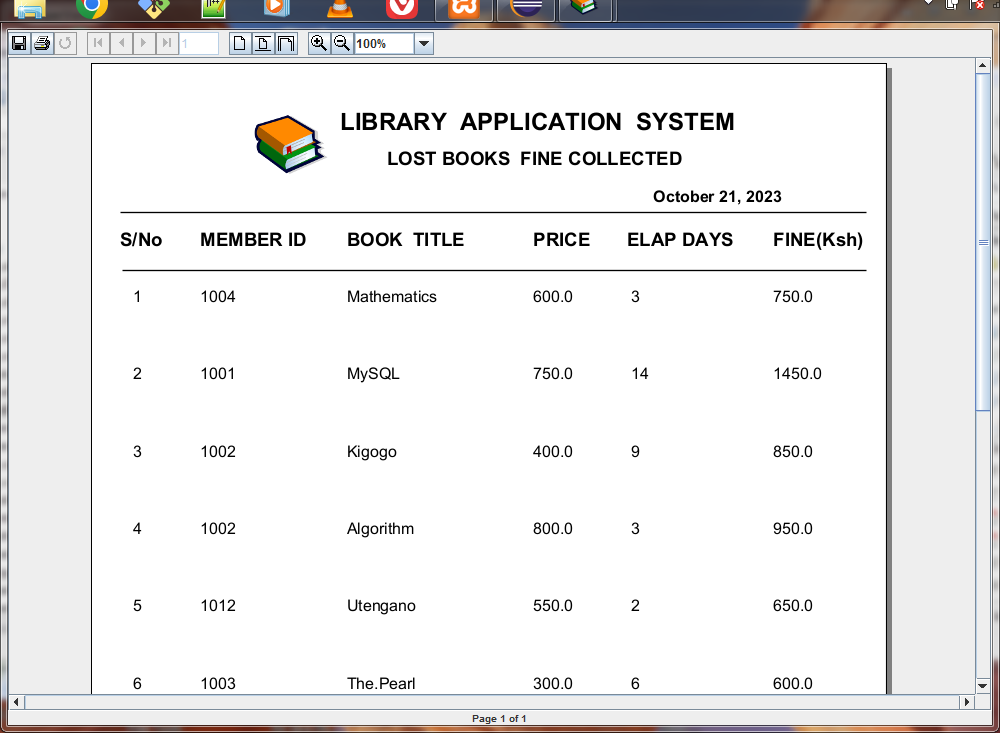 1
100%
LIBRARY APPLICATION SYSTEM
LOST BOOKS FINE COLLECTED
October 21, 2023
S/No MEMBER ID BOOK TITLE PRICE ELAP DAYS FINE(Ksh)
1 1004 Mathematics 600.0 3 750.0
2 1001 MySQL 750.0 14 1450.0
3 1002 Kigogo 400.0 9 850.0
4 1002 Algorithm 800.0 3 950.0
5 1012 Utengano 550.0 2 650.0
6 1003 The.Pearl 300.0 6 600.0
Page 1 of 1